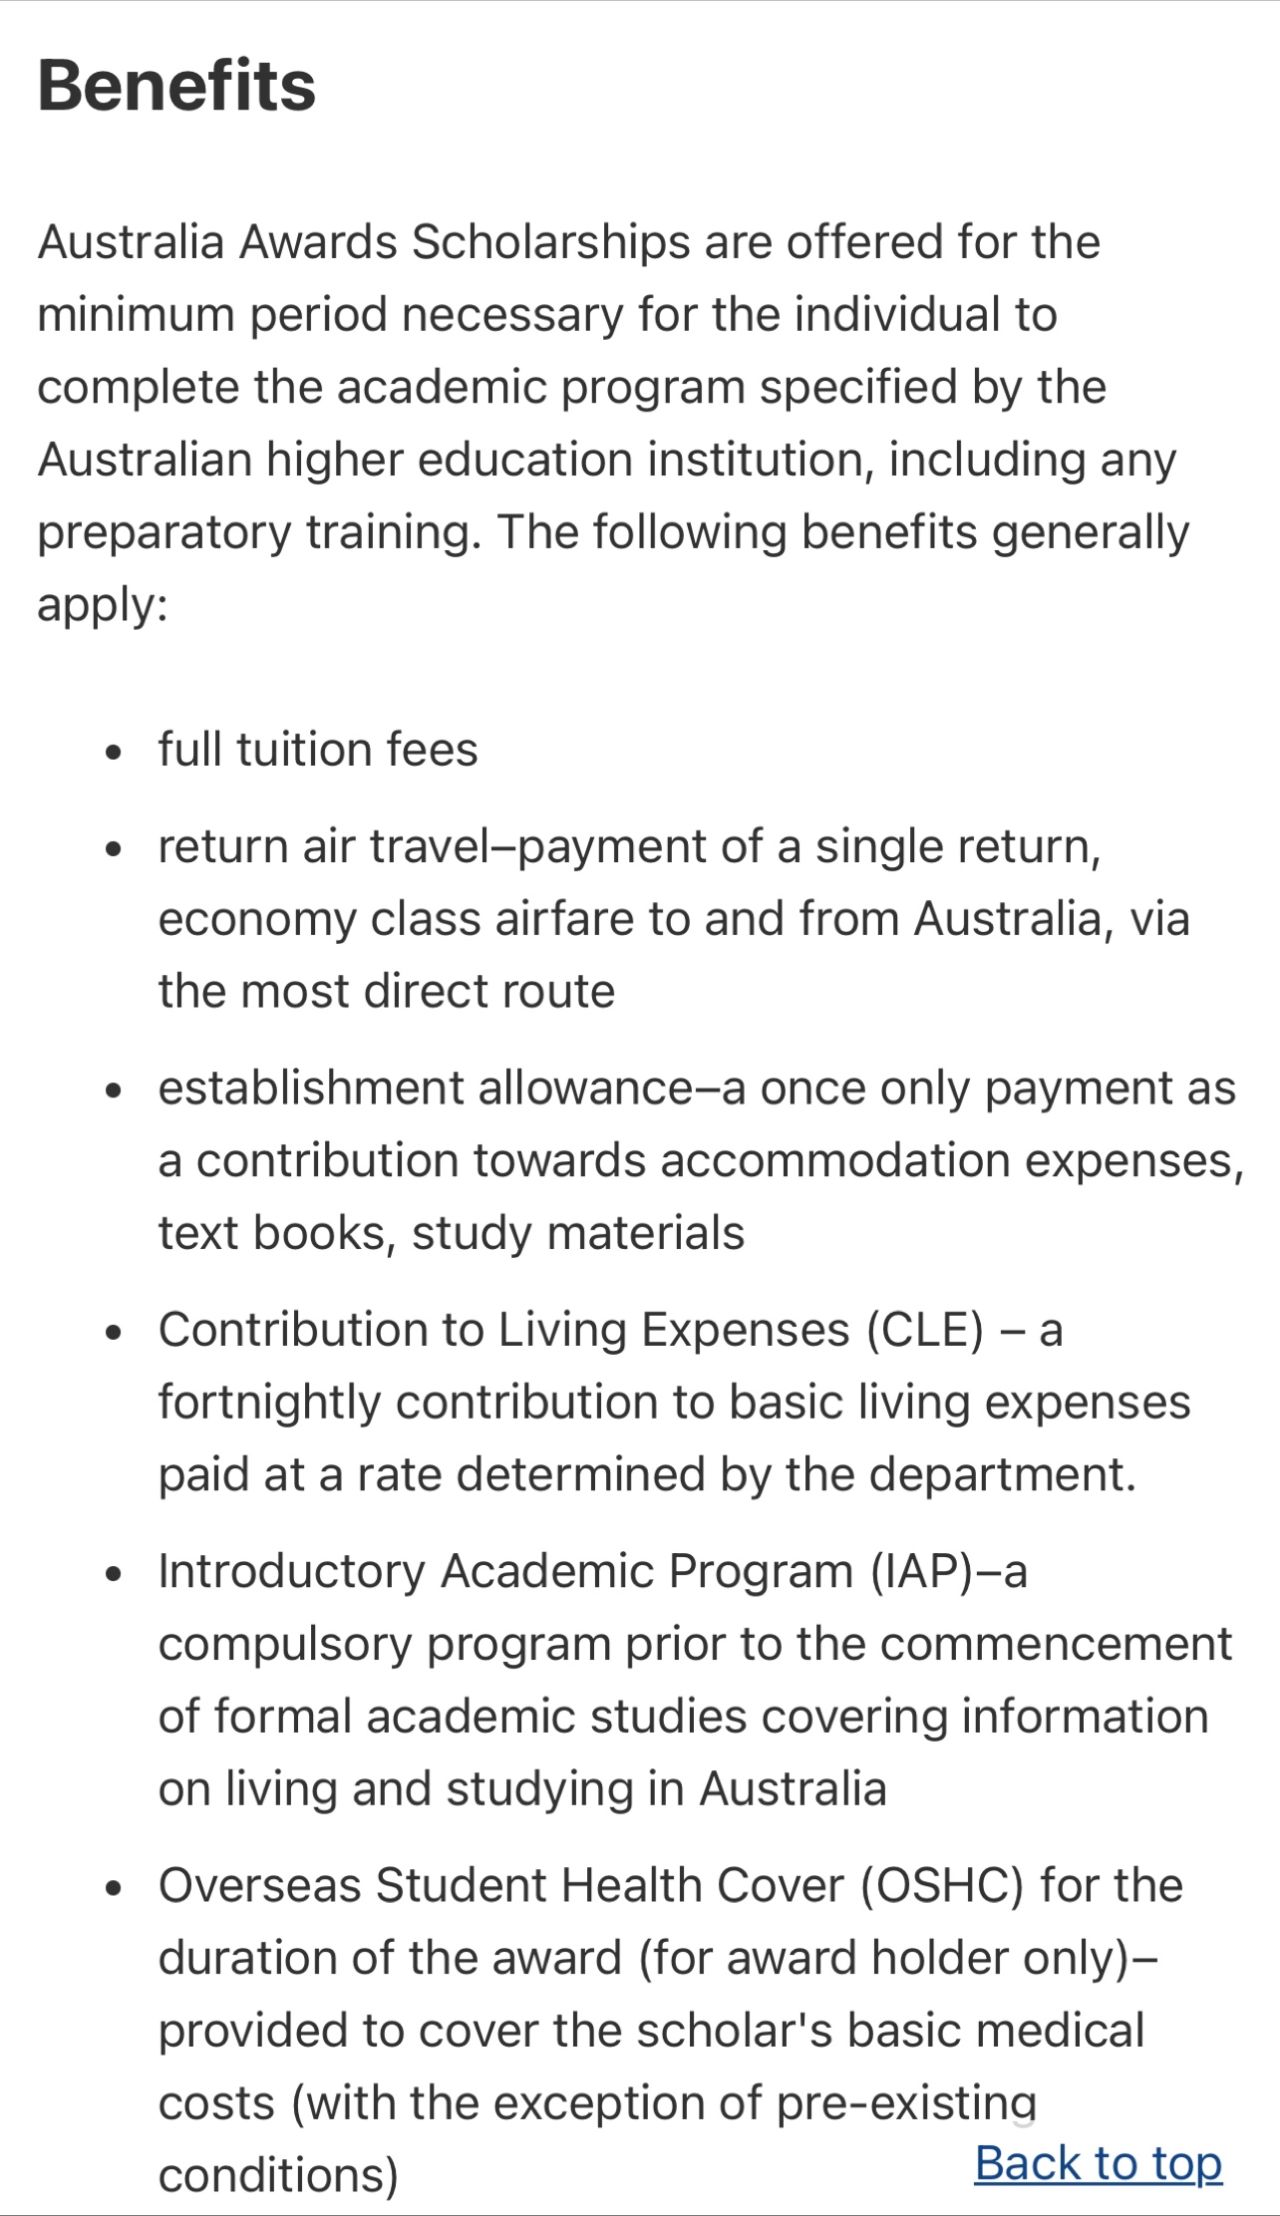 Benefits
Australia Awards Scholarships are offered for the
minimum period necessary for the individual to
complete the academic program specified by the
Australian higher education institution, including any
preparatory training. The following benefits generally
apply:
• full tuition fees
• return air travel–payment of a single return,
economy class airfare to and from Australia, via
the most direct route
• establishment allowance–a once only payment as
a contribution towards accommodation expenses,
text books, study materials
• Contribution to Living Expenses (CLE) – a
fortnightly contribution to basic living expenses
paid at a rate determined by the department.
• Introductory Academic Program (IAP)–a
compulsory program prior to the commencement
of formal academic studies covering information
on living and studying in Australia
• Overseas Student Health Cover (OSHC) for the
duration of the award (for award holder only)–
provided to cover the scholar's basic medical
costs (with the exception of pre-existing
conditions)
Back to top